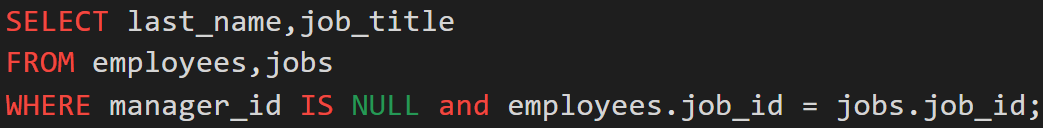 SELECT last_name,job_title
FROM employees,jobs
WHERE manager_id IS NULL and employees.job_id = jobs.job_id;